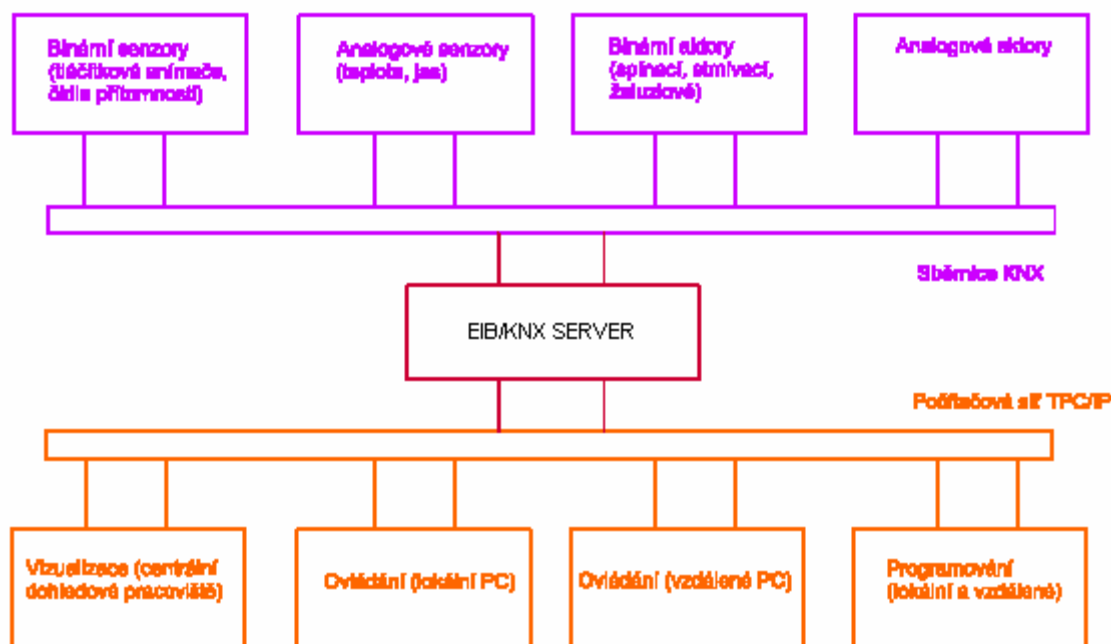 Binární senzory
(tlačítkové snímače,
čidla přítomnosti)
Analogové senzory
(teplota, jas)
Binární aktory
(spínací, stmívací,
žaluziové)
Analogové aktory
Sběrnice KNX
EIB/KNX SERVER
Počítačová síť TPC/IP
Vizualizace (centrální
dohledové pracoviště)
Ovládání (lokální PC)
Ovládání (vzdálené PC)
Programování
(lokální a vzdálené)